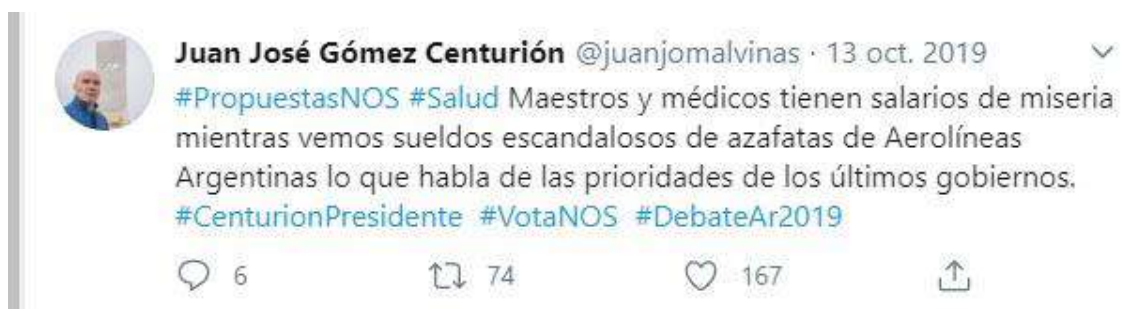 Juan José Gómez Centurión @juanjomalvinas · 13 oct. 2019
#PropuestasNOS #Salud Maestros y médicos tienen salarios de miseria
mientras vemos sueldos escandalosos de azafatas de Aerolíneas
Argentinas lo que habla de las prioridades de los últimos gobiernos.
#CenturionPresidente #VotaNOS #DebateAr2019
6 74 167